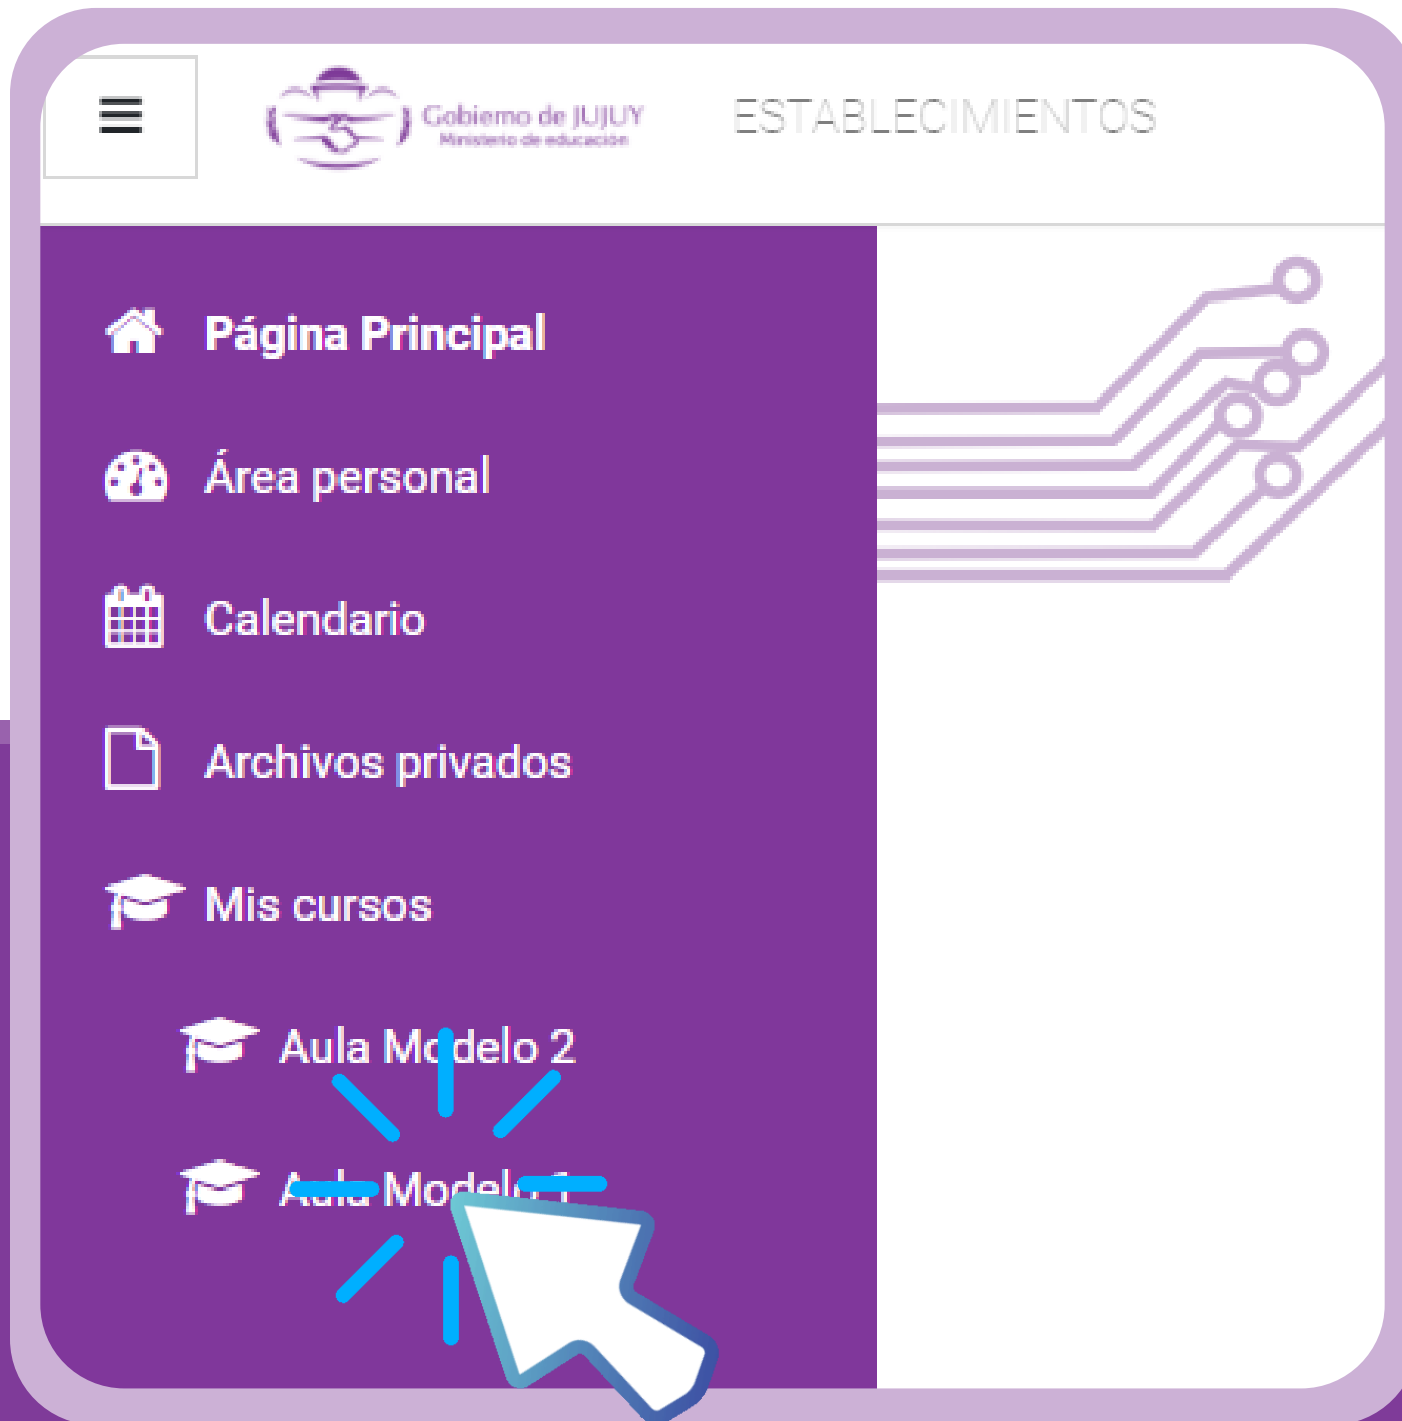 Gobierno de JUJUY
Ministerio de educación
ESTABLECIMIENTOS
Página Principal
Área personal
Calendario
Archivos privados
Mis cursos
Aula Modelo 2
Aula Modelo 1